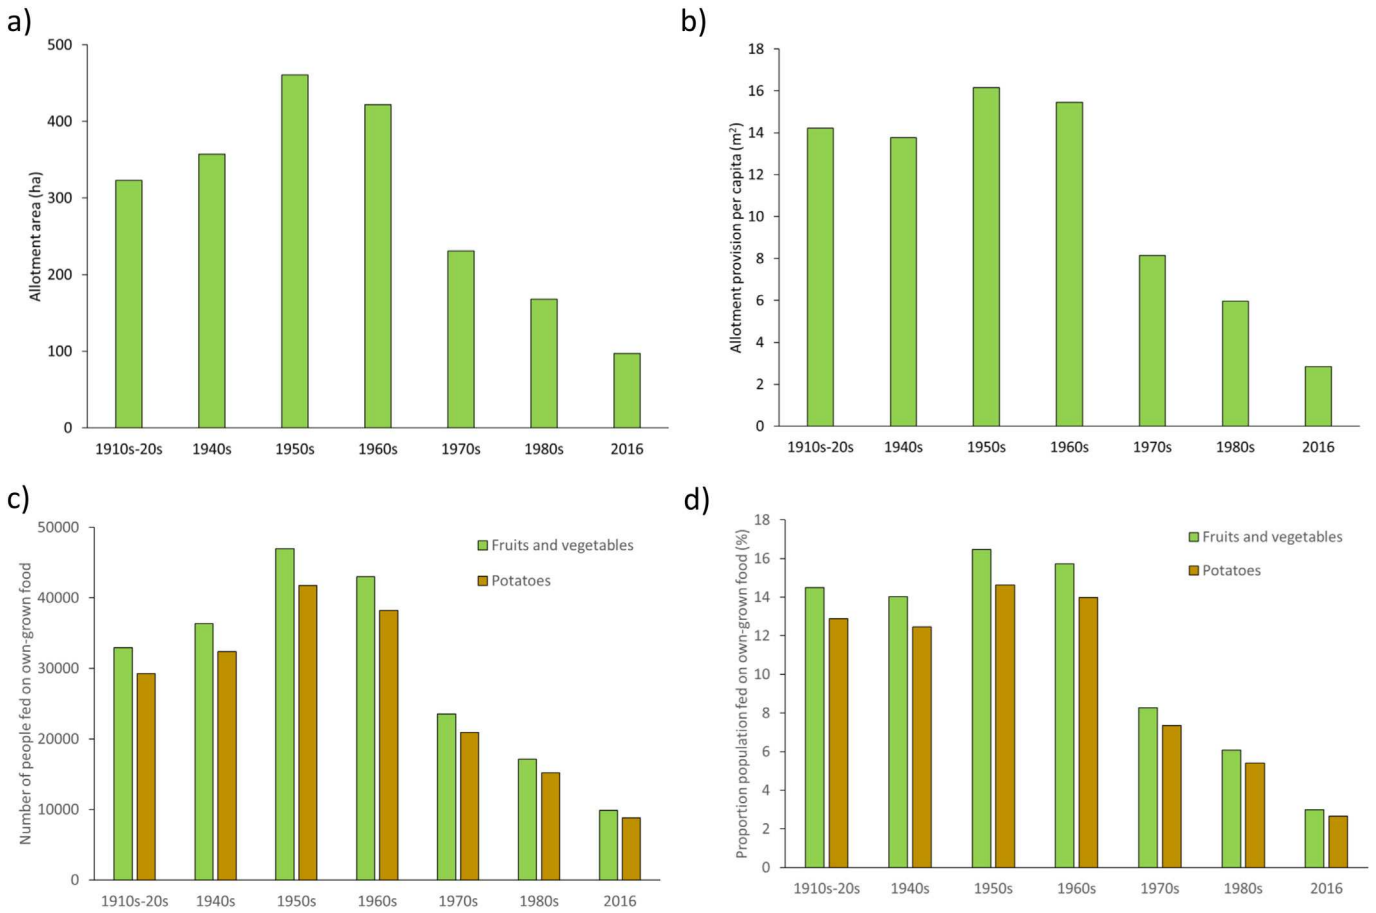 a)
500
400
300
200
100
0
Allotment area (ha)
1910s-20s 1940s 1950s 1960s 1970s 1980s 2016
b)
18
16
14
12
10
8
6
4
2
0
Allotment provision per capita (m²)
1910s-20s 1940s 1950s 1960s 1970s 1980s 2016
c)
50000
40000
30000
20000
10000
0
Number of people fed on own-grown food
Fruits and vegetables
Potatoes
1910s-20s 1940s 1950s 1960s 1970s 1980s 2016
d)
18
16
14
12
10
8
6
4
2
0
Proportion population fed on own-grown food (%)
Fruits and vegetables
Potatoes
1910s-20s 1940s 1950s 1960s 1970s 1980s 2016